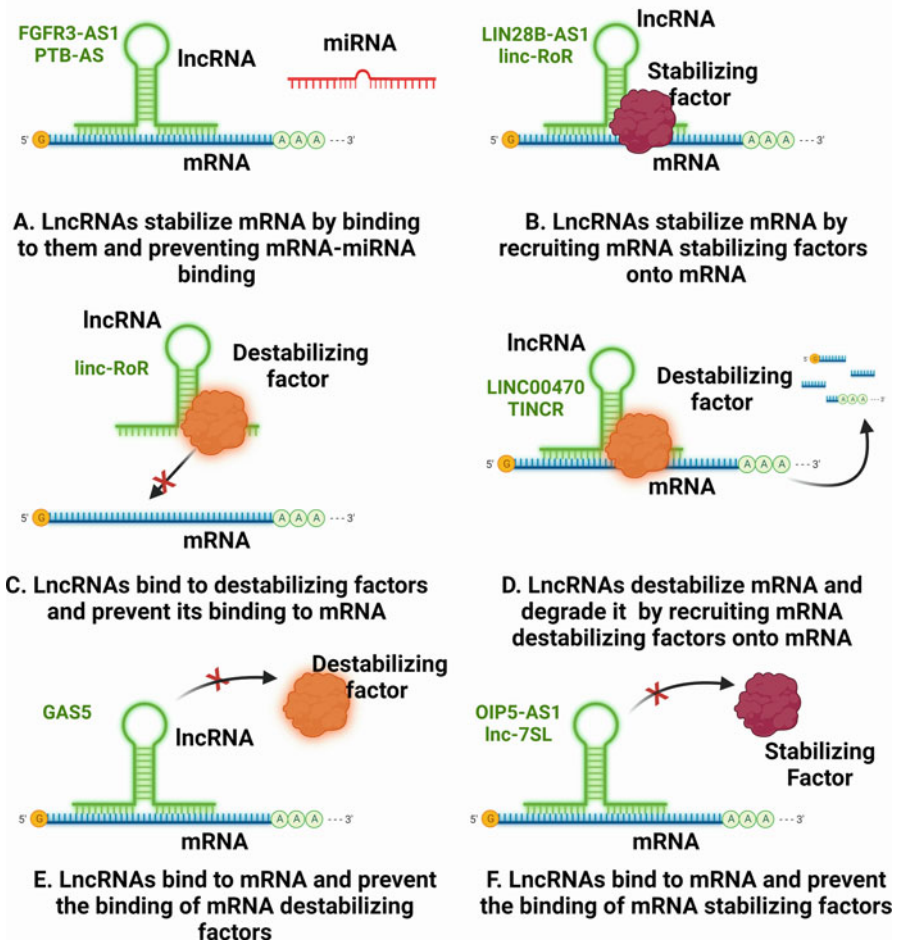 FGFR3-AS1
PTB-AS
lncRNA
miRNA
5' G A A A --- 3'
mRNA
A. LncRNAs stabilize mRNA by binding
to them and preventing mRNA-miRNA
binding
LIN28B-AS1
linc-RoR
lncRNA
Stabilizing
factor
5' G A A A --- 3'
mRNA
B. LncRNAs stabilize mRNA by
recruiting mRNA stabilizing factors
onto mRNA
lncRNA
linc-RoR
Destabilizing
factor
5' G A A A --- 3'
mRNA
C. LncRNAs bind to destabilizing factors
and prevent its binding to mRNA
lncRNA
LINC00470
TINCR
Destabilizing
factor
5' G
A A A --- 3'
5' G A A A --- 3'
mRNA
D. LncRNAs destabilize mRNA and
degrade it by recruiting mRNA
destabilizing factors onto mRNA
GAS5
lncRNA
Destabilizing
factor
5' G A A A --- 3'
mRNA
E. LncRNAs bind to mRNA and prevent
the binding of mRNA destabilizing
factors
OIP5-AS1
lnc-7SL
Stabilizing
Factor
5' G A A A --- 3'
mRNA
F. LncRNAs bind to mRNA and prevent
the binding of mRNA stabilizing factors